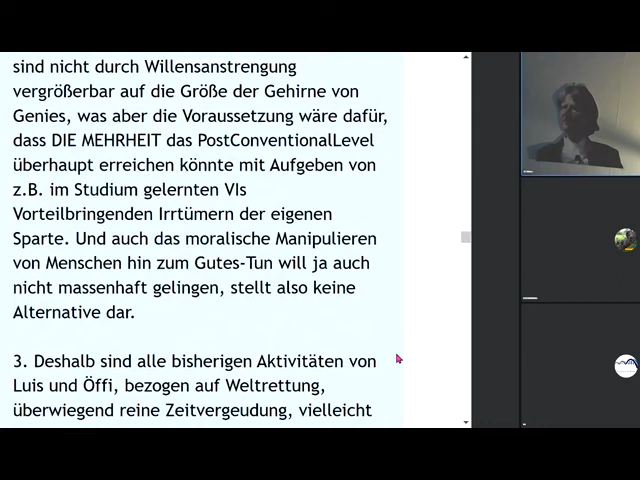 sind nicht durch Willensanstrengung
vergrößerbar auf die Größe der Gehirne von
Genies, was aber die Voraussetzung wäre dafür,
dass DIE MEHRHEIT das PostConventionalLevel
überhaupt erreichen könnte mit Aufgeben von
z.B. im Studium gelernten VIs
Vorteilbringenden Irrtümern der eigenen
Sparte. Und auch das moralische Manipulieren
von Menschen hin zum Gutes-Tun will ja auch
nicht massenhaft gelingen, stellt also keine
Alternative dar.
3. Deshalb sind alle bisherigen Aktivitäten von
Luis und Öffi, bezogen auf Weltrettung,
überwiegend reine Zeitvergeudung, vielleicht